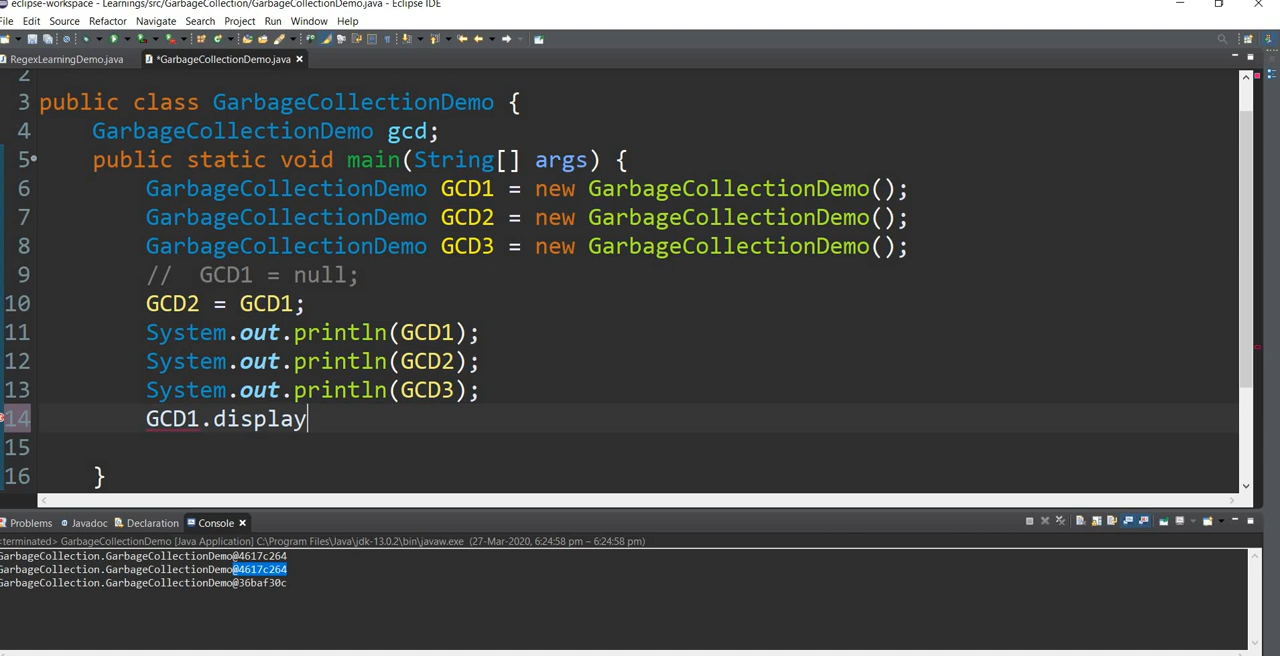 eclipse-workspace - Learnings/src/GarbageCollection/GarbageCollectionDemo.java - Eclipse IDE
File Edit Source Refactor Navigate Search Project Run Window Help
RegexLearningDemo.java *GarbageCollectionDemo.java
2
3 public class GarbageCollectionDemo {
4 GarbageCollectionDemo gcd;
5 public static void main(String[] args) {
6 GarbageCollectionDemo GCD1 = new GarbageCollectionDemo();
7 GarbageCollectionDemo GCD2 = new GarbageCollectionDemo();
8 GarbageCollectionDemo GCD3 = new GarbageCollectionDemo();
9 // GCD1 = null;
10 GCD2 = GCD1;
11 System.out.println(GCD1);
12 System.out.println(GCD2);
13 System.out.println(GCD3);
14 GCD1.display
15
16 }
Problems Javadoc Declaration Console
<terminated> GarbageCollectionDemo [Java Application] C:\Program Files\Java\jdk-13.0.2\bin\javaw.exe (27-Mar-2020, 6:24:58 pm – 6:24:58 pm)
GarbageCollection.GarbageCollectionDemo@4617c264
GarbageCollection.GarbageCollectionDemo@4617c264
GarbageCollection.GarbageCollectionDemo@36baf30c